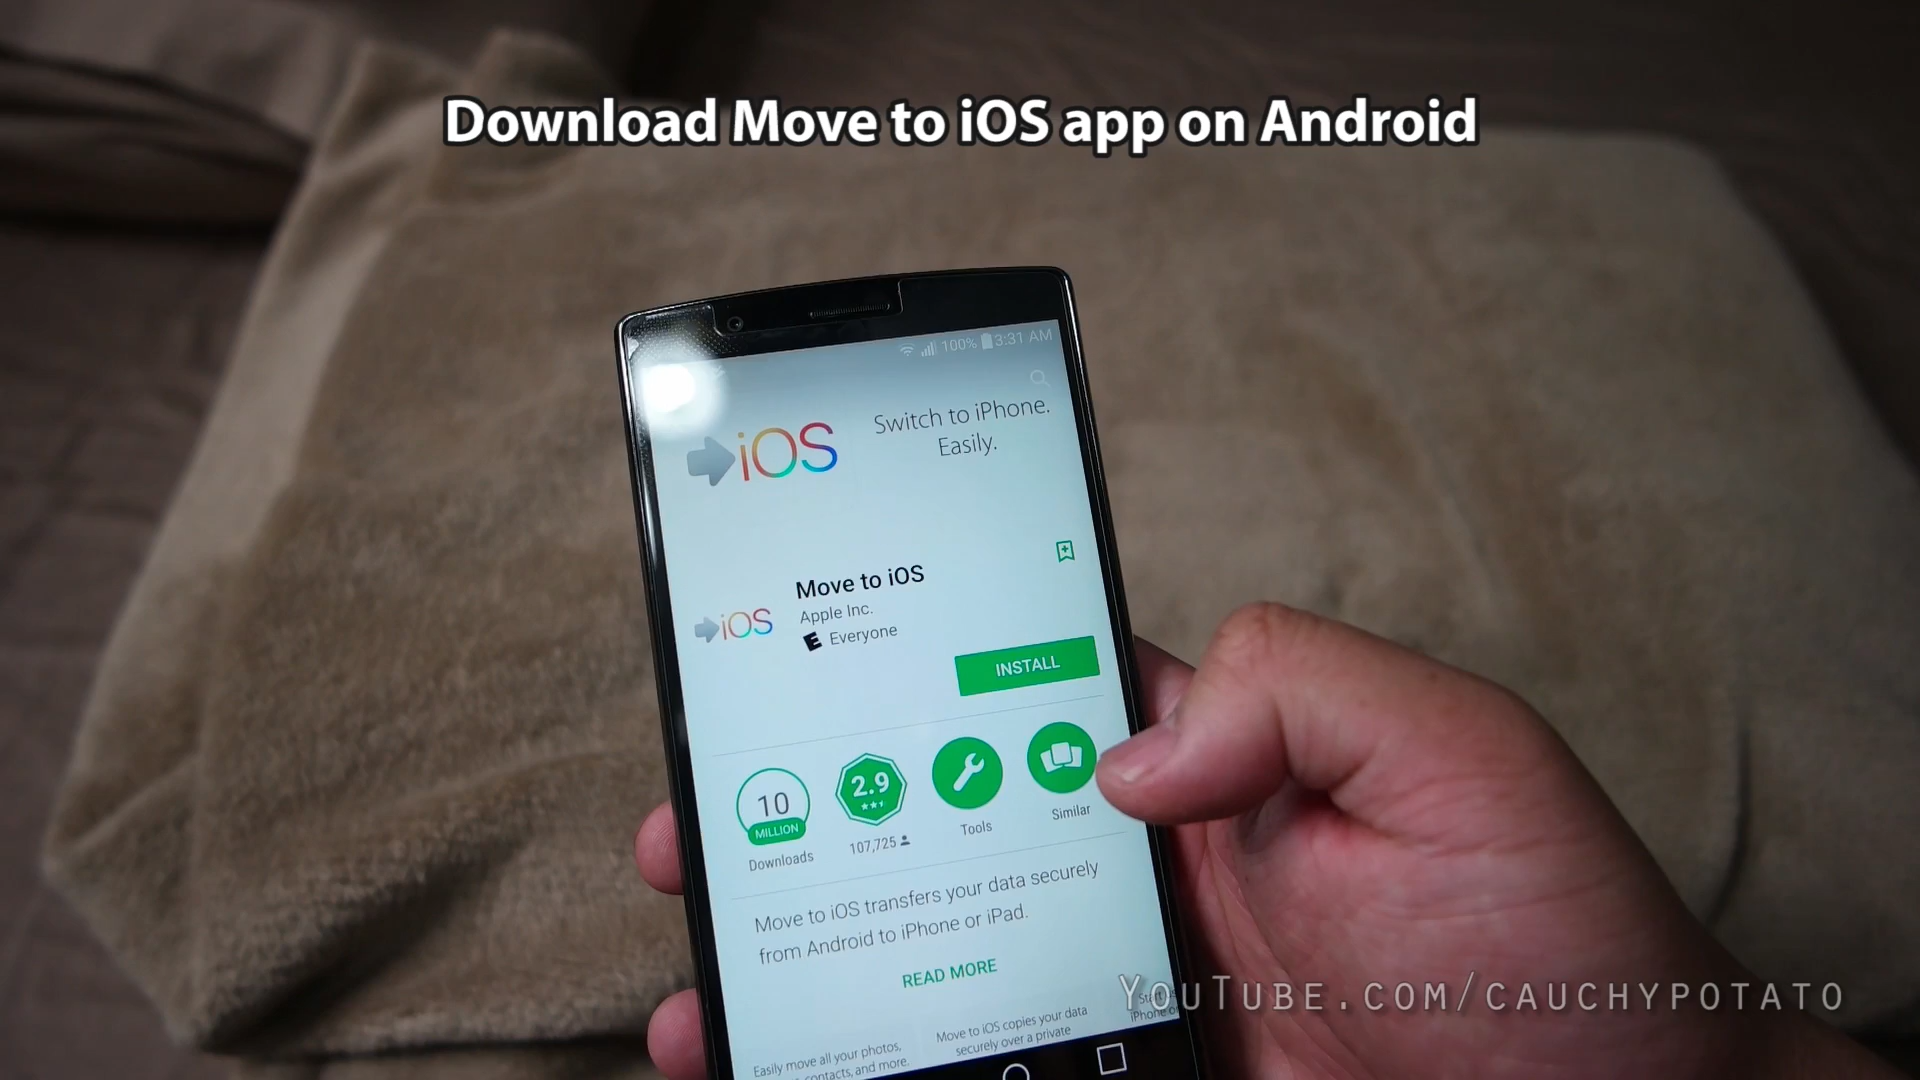 Download Move to iOS app on Android
100% 3:31 AM
iOS
Switch to iPhone.
Easily.
Move to iOS
Apple Inc.
iOS
E Everyone
INSTALL
10
MILLION
Downloads
2.9
107,725
Tools
Similar
Move to iOS transfers your data securely
from Android to iPhone or iPad.
READ MORE
Easily move all your photos,
contacts, and more.
Move to iOS copies your data
securely over a private
iPhone
YouTube.com/cauchypotato